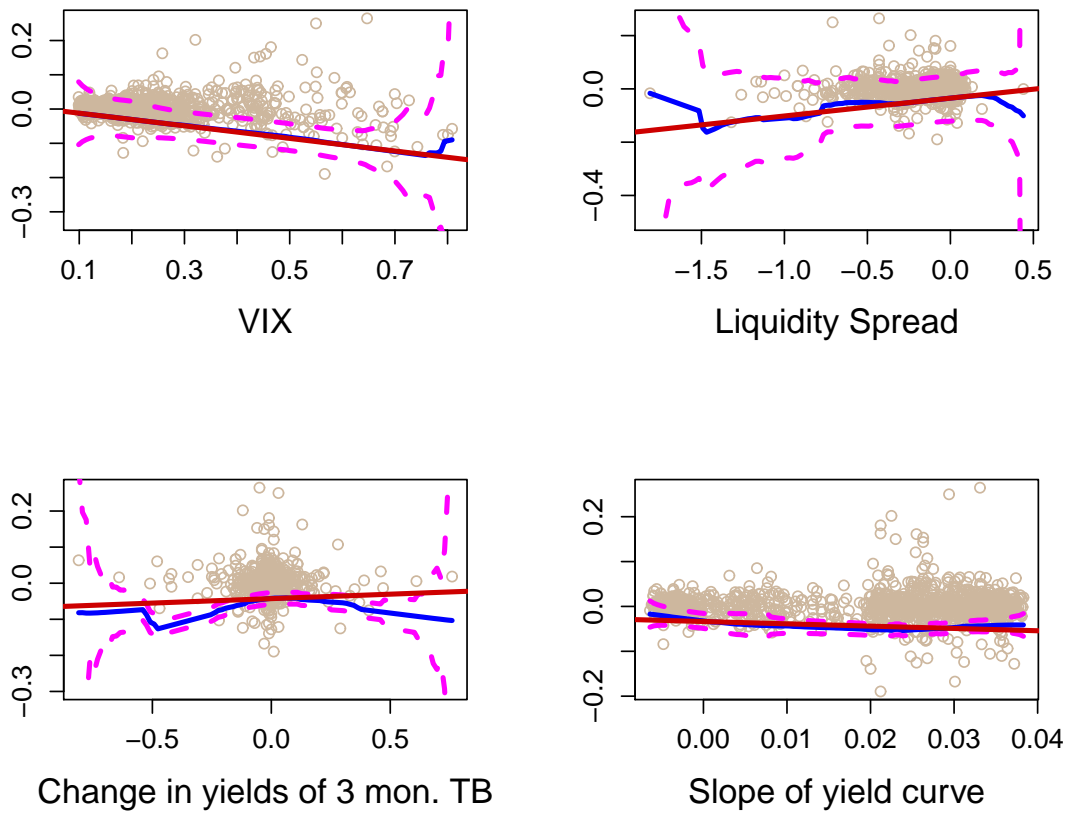 0.2
0.0
−0.3
0.1 0.3 0.5 0.7
VIX
0.0
−0.4
−1.5 −1.0 −0.5 0.0 0.5
Liquidity Spread
0.2
0.0
−0.3
−0.5 0.0 0.5
Change in yields of 3 mon. TB
0.2
0.0
−0.2
0.00 0.01 0.02 0.03 0.04
Slope of yield curve